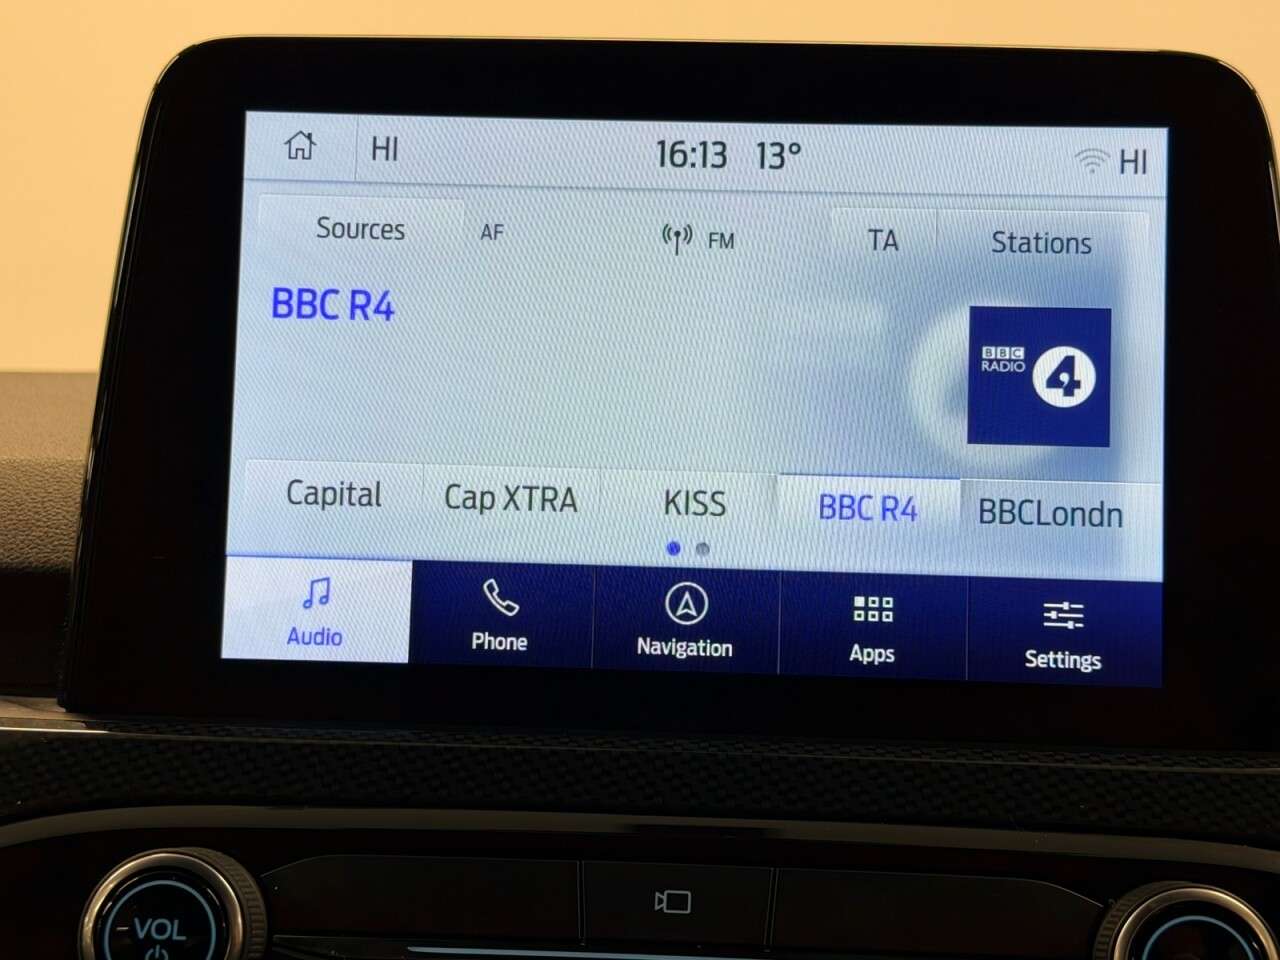 HI 16:13 13° HI
Sources AF FM TA Stations
BBC R4
BBC
RADIO 4
Capital Cap XTRA KISS BBC R4 BBCLondn
Audio Phone Navigation Apps Settings
VOL